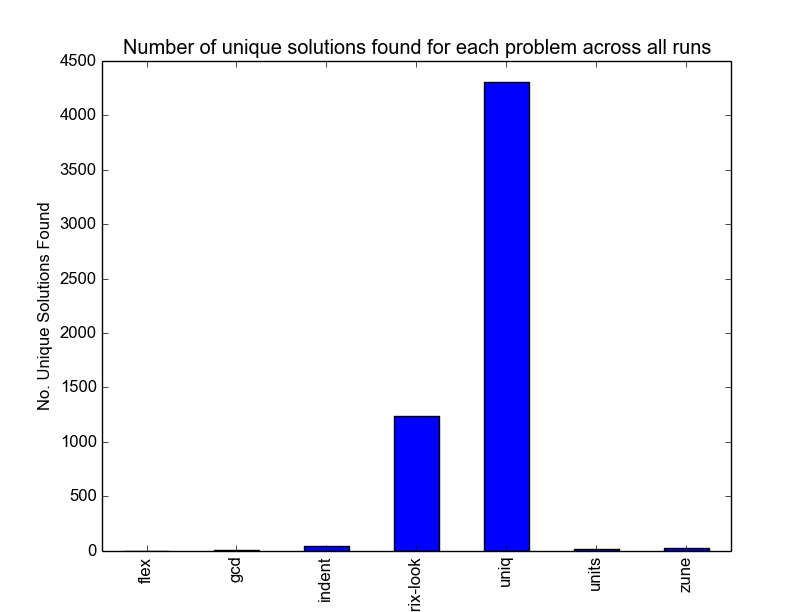 Number of unique solutions found for each problem across all runs
No. Unique Solutions Found
4500
4000
3500
3000
2500
2000
1500
1000
500
0
flex
gcd
indent
rix-look
uniq
units
zune